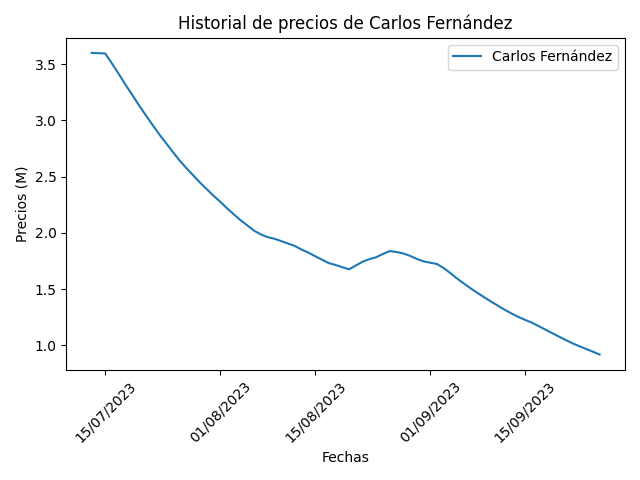 Historial de precios de Carlos Fernández
Carlos Fernández
Precios (M)
3.5
3.0
2.5
2.0
1.5
1.0
15/07/2023
01/08/2023
15/08/2023
01/09/2023
15/09/2023
Fechas